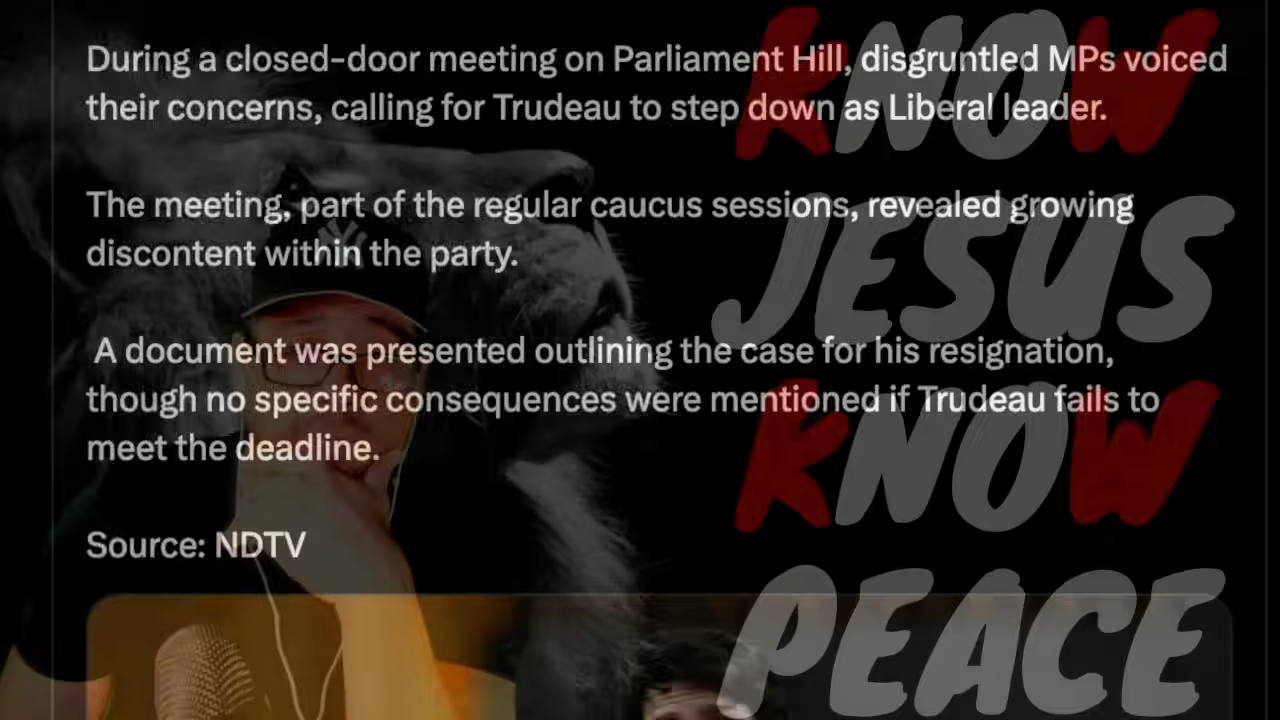 During a closed-door meeting on Parliament Hill, disgruntled MPs voiced
their concerns, calling for Trudeau to step down as Liberal leader.
The meeting, part of the regular caucus sessions, revealed growing
discontent within the party.
A document was presented outlining the case for his resignation,
though no specific consequences were mentioned if Trudeau fails to
meet the deadline.
Source: NDTV
kNOW
JESUS
kNOW
PEACE
NY